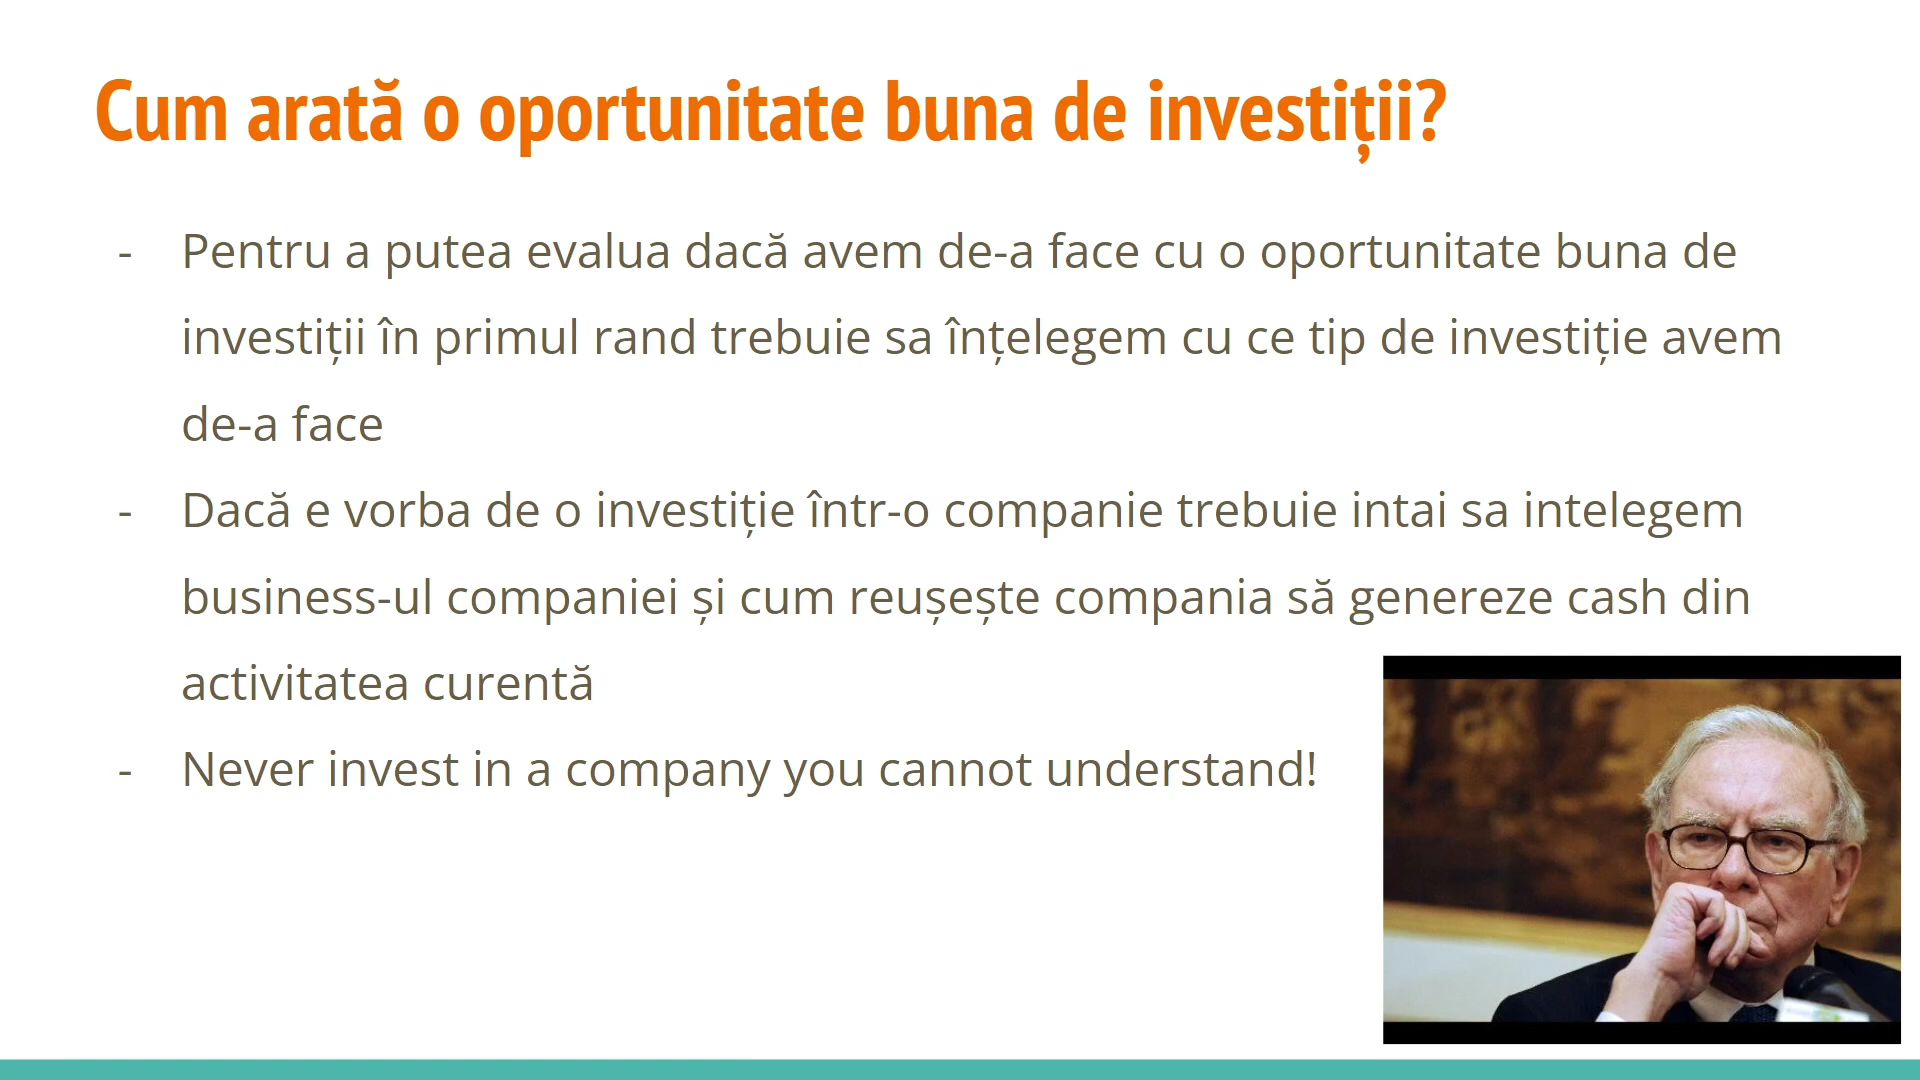 Cum arată o oportunitate buna de investiții?
- Pentru a putea evalua dacă avem de-a face cu o oportunitate buna de
investiții în primul rand trebuie sa înțelegem cu ce tip de investiție avem
de-a face
- Dacă e vorba de o investiție într-o companie trebuie intai sa intelegem
business-ul companiei și cum reușește compania să genereze cash din
activitatea curentă
- Never invest in a company you cannot understand!